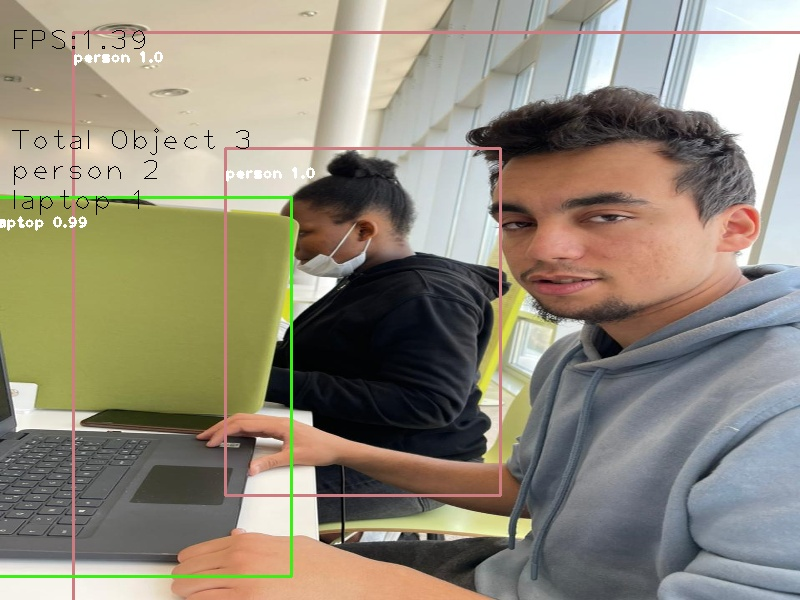 FPS:1.39
person 1.0
Total Object 3
person 2
person 1.0
laptop 1
aptop 0.99